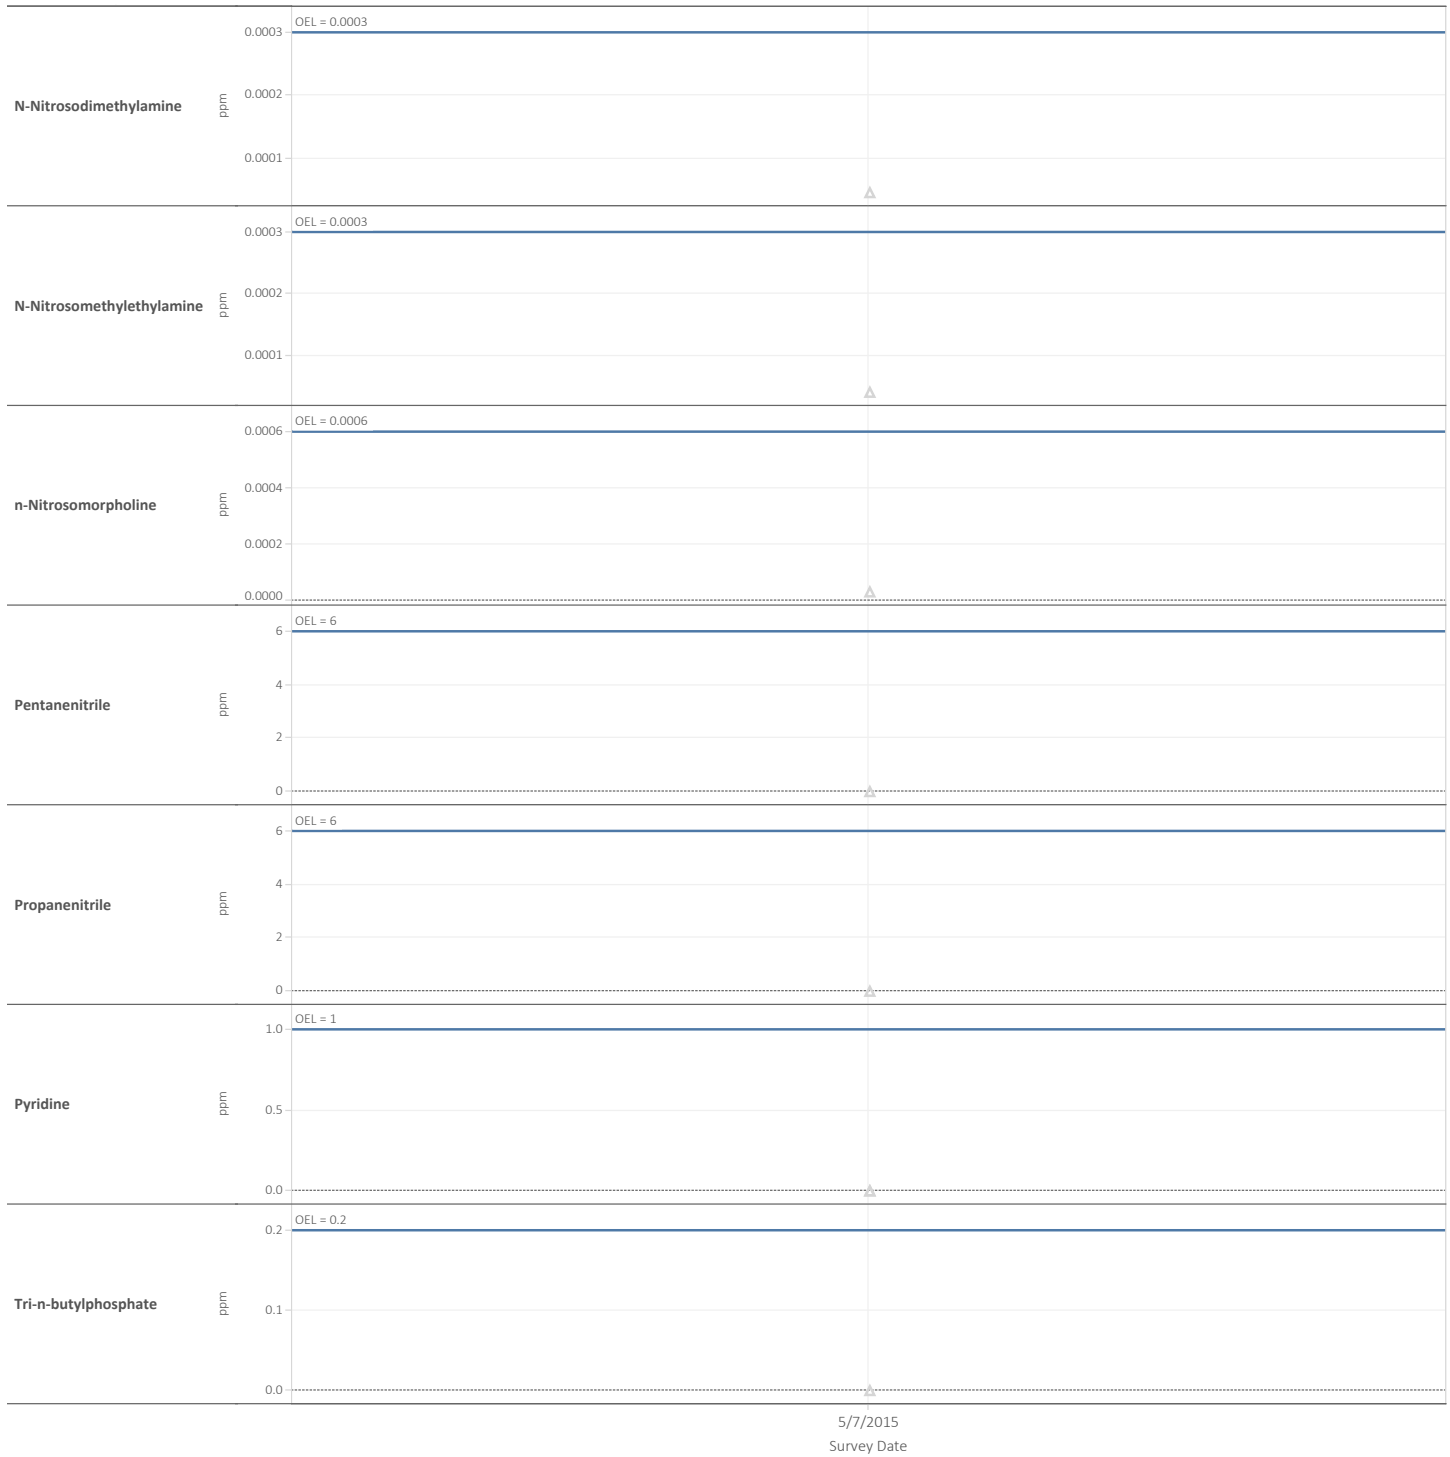 OEL = 0.0003
0.0003
0.0002
N-Nitrosodimethylamine
ppm
0.0001
OEL = 0.0003
0.0003
0.0002
N-Nitrosomethylethylamine
ppm
0.0001
OEL = 0.0006
0.0006
0.0004
n-Nitrosomorpholine
ppm
0.0002
0.0000
OEL = 6
6
4
Pentanenitrile
ppm
2
0
OEL = 6
6
4
Propanenitrile
ppm
2
0
OEL = 1
1.0
Pyridine
ppm
0.5
0.0
OEL = 0.2
0.2
Tri-n-butylphosphate
ppm
0.1
0.0
5/7/2015
Survey Date